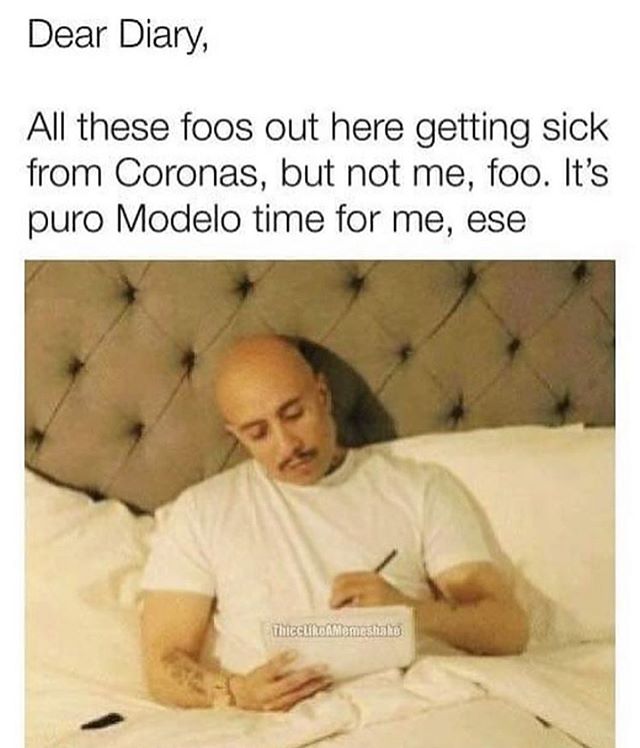 Dear Diary,
All these foos out here getting sick
from Coronas, but not me, foo. It’s
puro Modelo time for me, ese
ThiccLikeAMemeshake